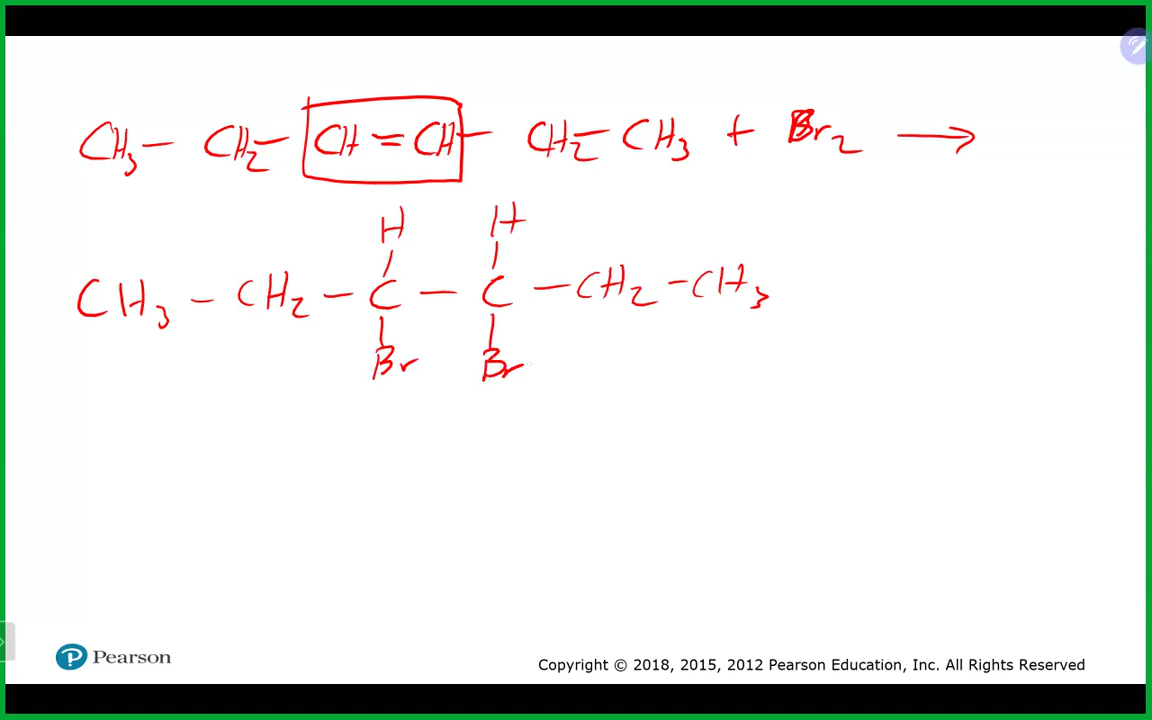 CH3 - CH2 - CH = CH - CH2 - CH3 + Br2 →
H H
CH3 - CH2 - C - C - CH2 - CH3
Br Br
Pearson
Copyright © 2018, 2015, 2012 Pearson Education, Inc. All Rights Reserved